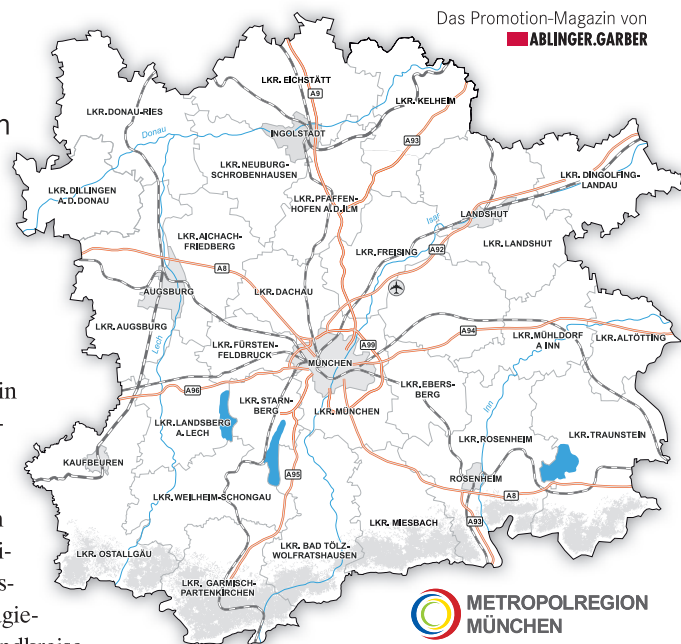 Das Promotion-Magazin von
ABLINGER.GARBER
LKR. EICHSTÄTT
A9
LKR. KELHEIM
LKR. DONAU-RIES
Donau
INGOLSTADT
A93
LKR. NEUBURG-
SCHROBENHAUSEN
LKR. DINGOLFING-
LANDAU
LKR. DILLINGEN
A.D. DONAU
LKR. PFAFFEN-
HOFEN A.D. ILM
Isar
LANDSHUT
LKR. AICHACH-
FRIEDBERG
LKR. FREISING
A92
LKR. LANDSHUT
A8
AUGSBURG
LKR. DACHAU
LKR. AUGSBURG
Lech
LKR. FÜRSTEN-
FELDBRUCK
A99
A94
LKR. MÜHLDORF
A INN
LKR. ALTÖTTING
MÜNCHEN
A96
LKR. STARN-
BERG
LKR. MÜNCHEN
LKR. EBERS-
BERG
Inn
LKR. LANDSBERG
A. LECH
LKR. ROSENHEIM
LKR. TRAUNSTEIN
KAUFBEUREN
A95
ROSENHEIM
LKR. WEILHEIM-SCHONGAU
A8
A93
LKR. MIESBACH
LKR. OSTALLGÄU
LKR. BAD TÖLZ-
WOLFRATSHAUSEN
LKR. GARMISCH-
PARTENKIRCHEN
METROPOLREGION
MÜNCHEN
n
in
-
n
i-
s-
gie-